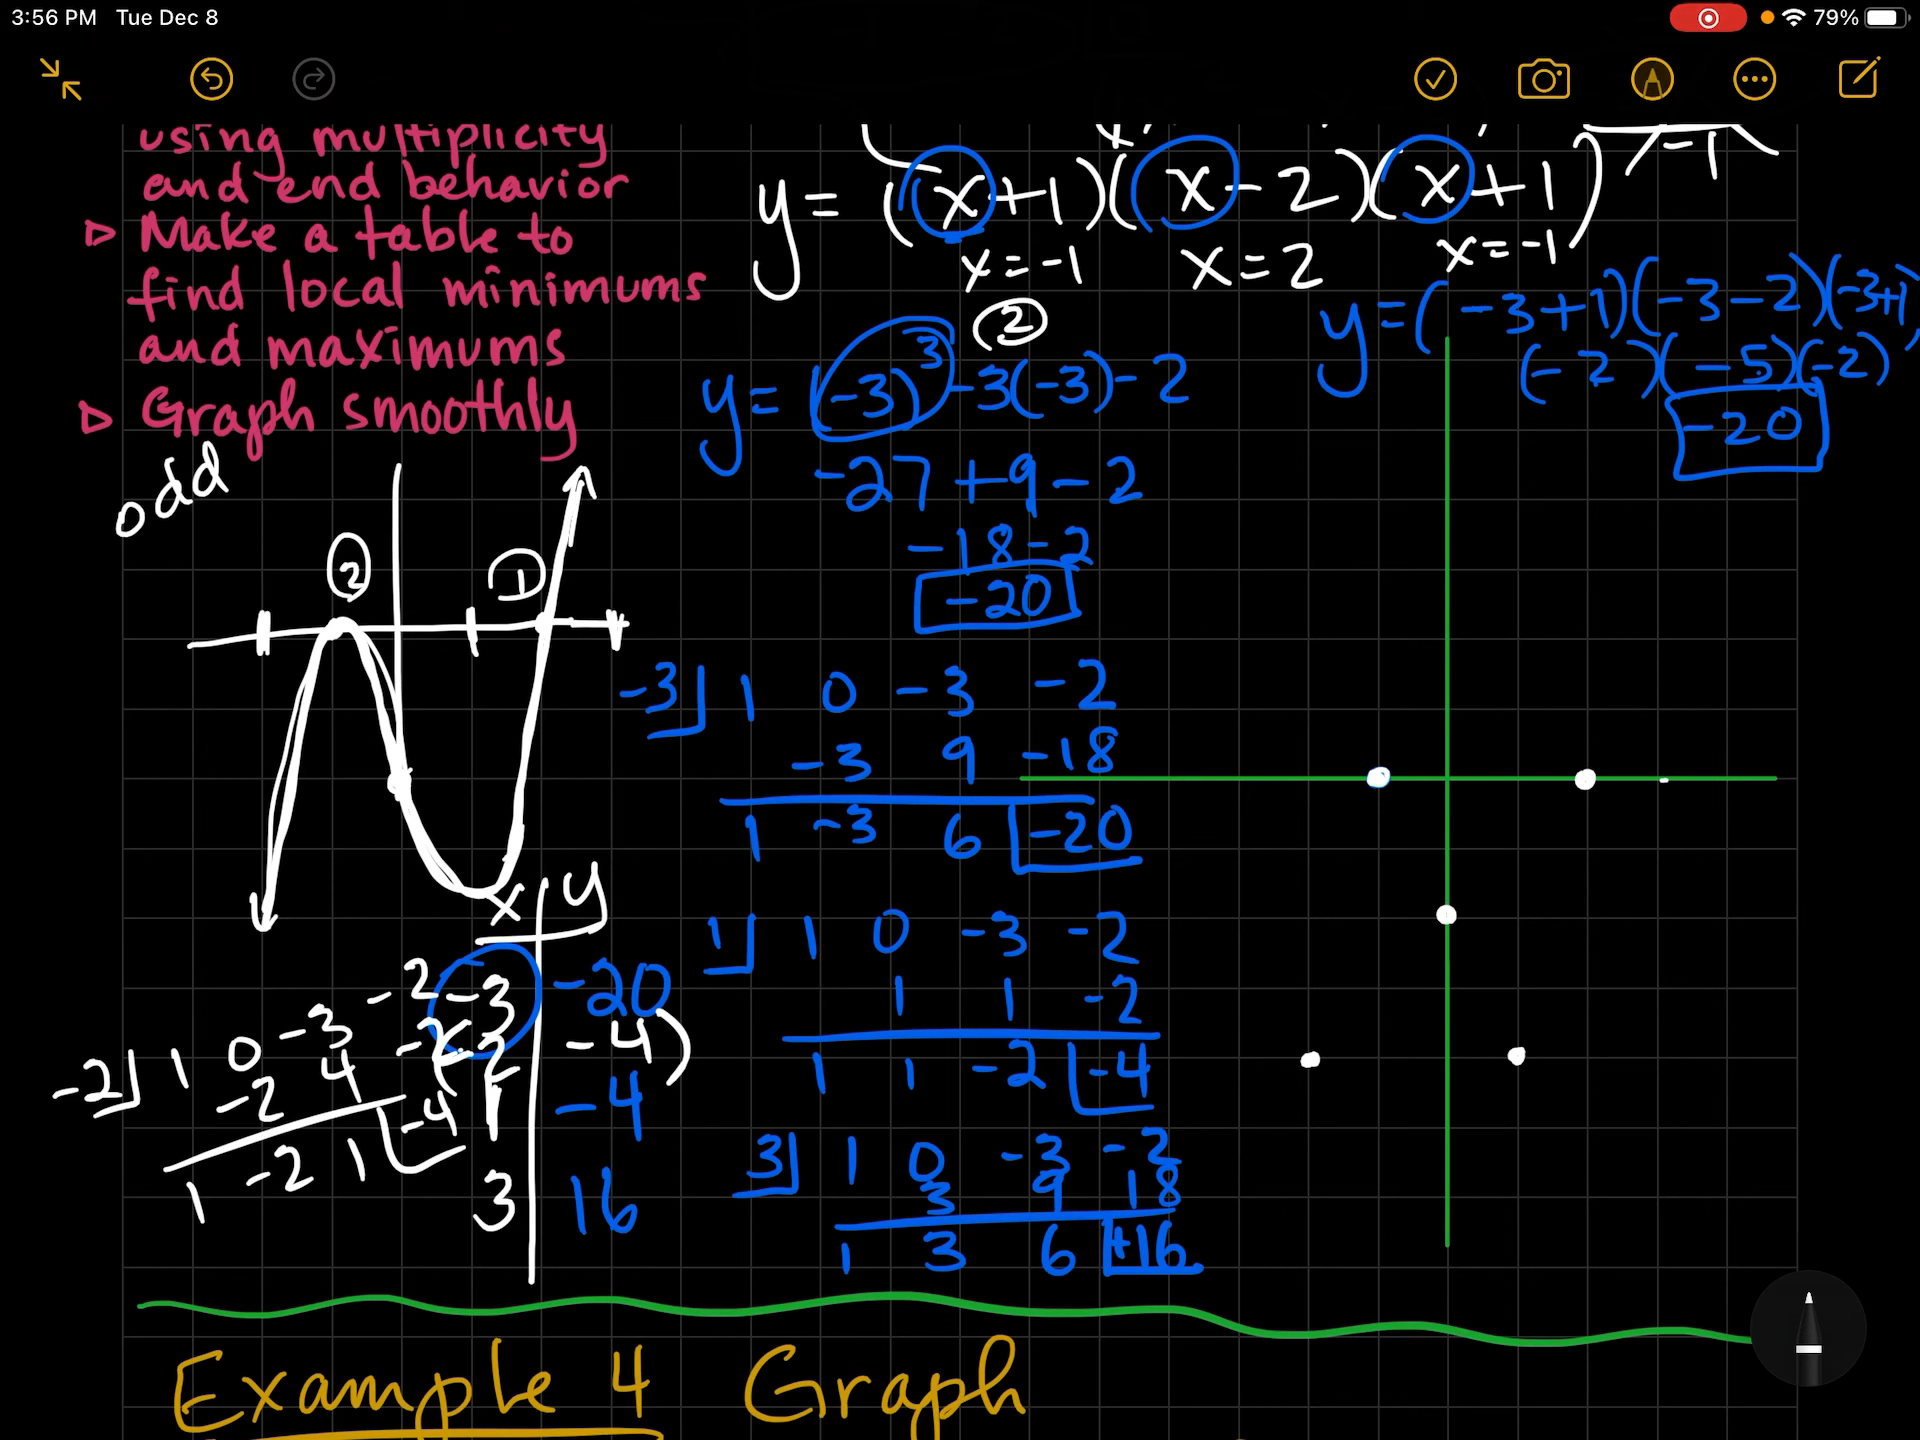 3:56 PM Tue Dec 8
79%
using multiplicity
and end behavior
▷ Make a table to
find local minimums
and maximums
▷ Graph smoothly
y = (x+1)(x-2)(x+1)
-1
x=-1 x=2 x=-1
②
y=(-3+1)(-3-2)(-3+1)
(-2)(-5)(-2)
-20
y= (-3)³-3(-3)-2
-27+9-2
-18-2
-20
odd
② ①
-3| 1 0 -3 -2
-3 9 -18
1 -3 6 |-20
x | y
-3 | -20
(-2 | -4)
1 | -4
3 | 16
-2| 1 0 -3 -2
-2 4 -2
1 -2 1 |-4
1| 1 0 -3 -2
1 1 -2
1 1 -2 |-4
3| 1 0 -3 -2
3 9 18
1 3 6 |+16
Example 4 Graph